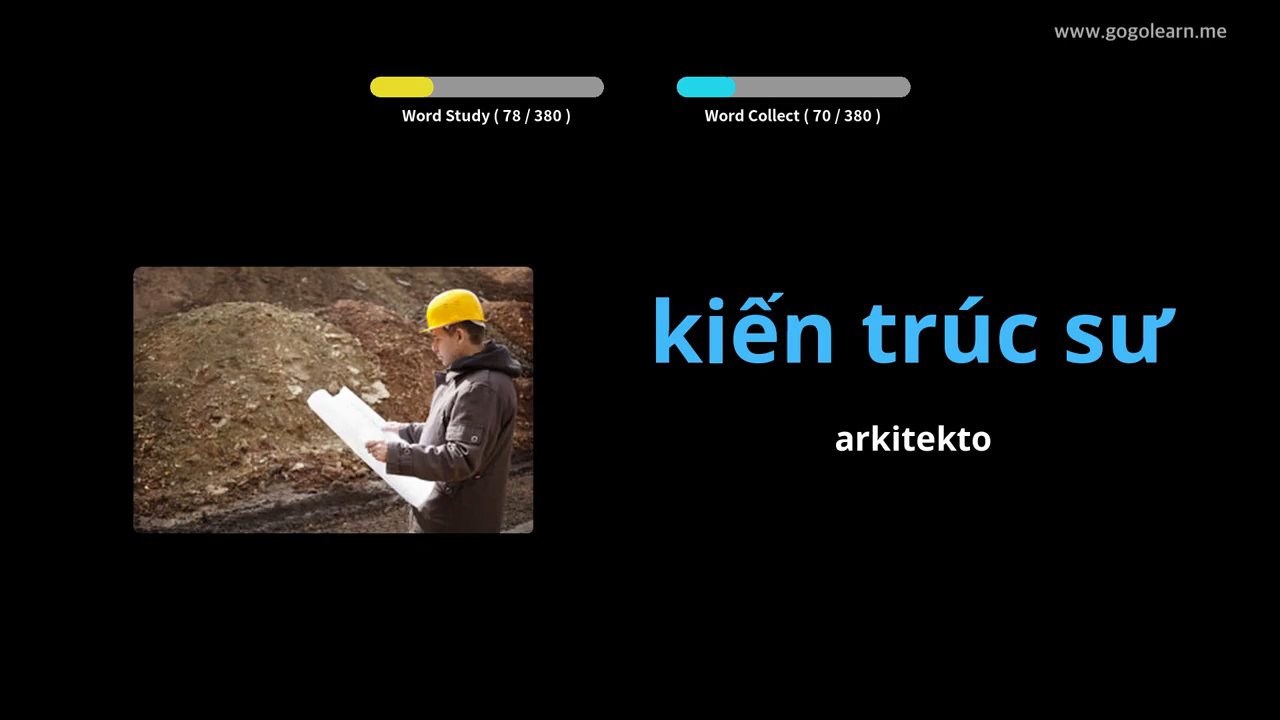 www.gogolearn.me
Word Study ( 78 / 380 )
Word Collect ( 70 / 380 )
kiến trúc sư
arkitekto